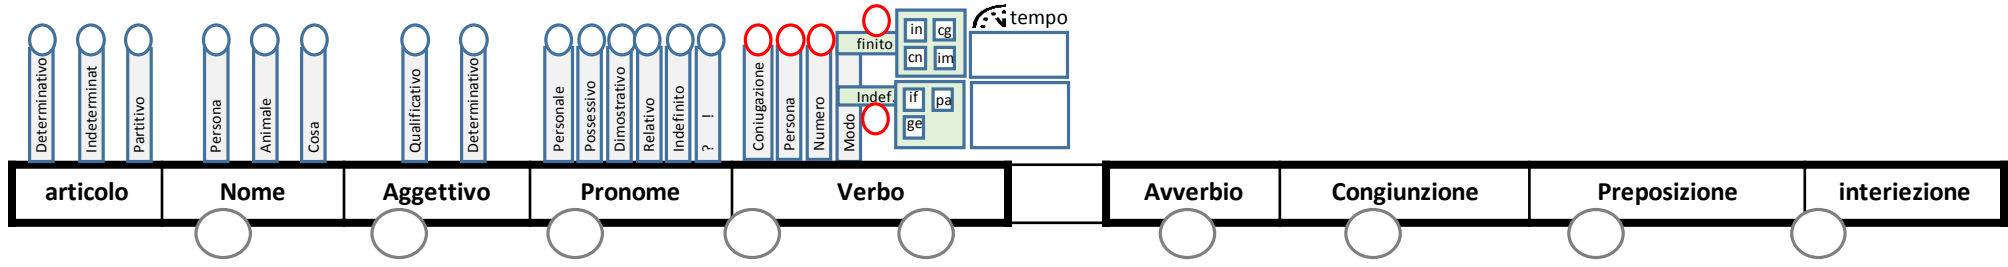 Determinativo
Indeterminat
Partitivo
Persona
Animale
Cosa
Qualificativo
Determinativo
Personale
Possessivo
Dimostrativo
Relativo
Indefinito
? !
Coniugazione
Persona
Numero
Modo
finito
Indef.
in cg
cn im
if pa
ge
tempo
articolo Nome Aggettivo Pronome Verbo Avverbio Congiunzione Preposizione interiezione